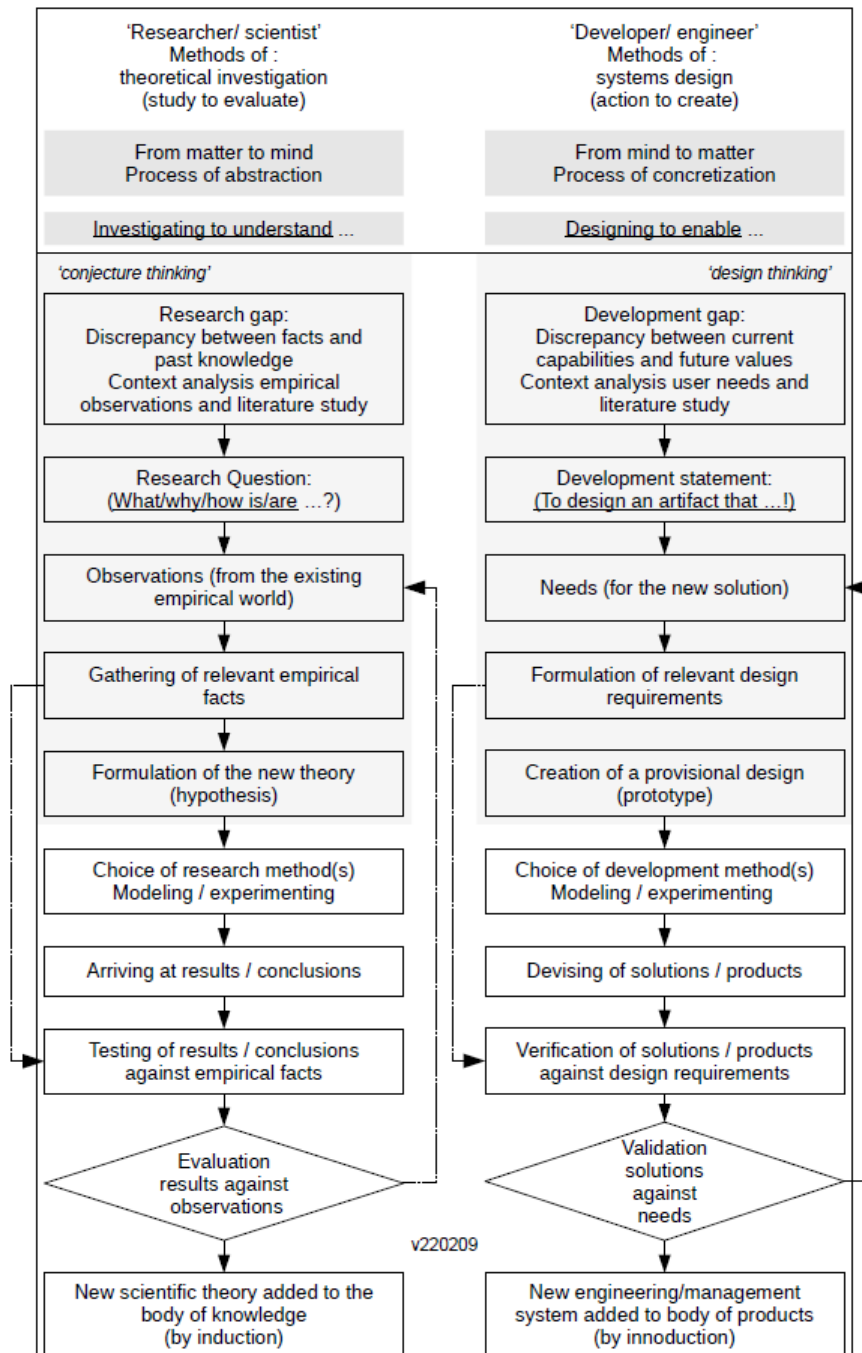 ‘Researcher/ scientist’
Methods of :
theoretical investigation
(study to evaluate)
From matter to mind
Process of abstraction
Investigating to understand ...
‘conjecture thinking’
Research gap:
Discrepancy between facts and
past knowledge
Context analysis empirical
observations and literature study
Research Question:
(What/why/how is/are …?)
Observations (from the existing
empirical world)
Gathering of relevant empirical
facts
Formulation of the new theory
(hypothesis)
Choice of research method(s)
Modeling / experimenting
Arriving at results / conclusions
Testing of results / conclusions
against empirical facts
Evaluation
results against
observations
New scientific theory added to the
body of knowledge
(by induction)
‘Developer/ engineer’
Methods of :
systems design
(action to create)
From mind to matter
Process of concretization
Designing to enable ...
‘design thinking’
Development gap:
Discrepancy between current
capabilities and future values
Context analysis user needs and
literature study
Development statement:
(To design an artifact that …!)
Needs (for the new solution)
Formulation of relevant design
requirements
Creation of a provisional design
(prototype)
Choice of development method(s)
Modeling / experimenting
Devising of solutions / products
Verification of solutions / products
against design requirements
Validation
solutions
against
needs
New engineering/management
system added to body of products
(by innoduction)
v220209